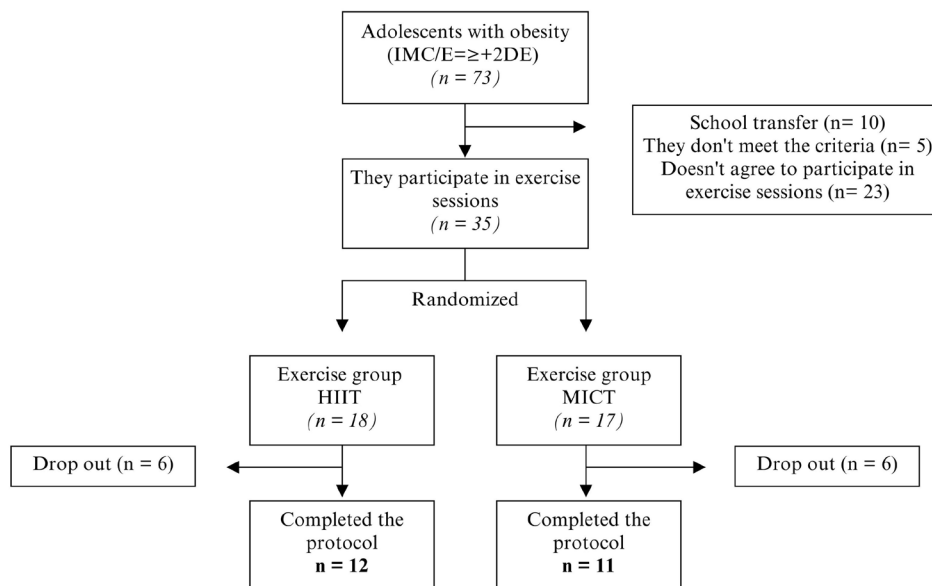 Adolescents with obesity
(IMC/E=≥+2DE)
(n = 73)
School transfer (n= 10)
They don't meet the criteria (n= 5)
Doesn't agree to participate in
exercise sessions (n= 23)
They participate in exercise
sessions
(n = 35)
Randomized
Exercise group
HIIT
(n = 18)
Exercise group
MICT
(n = 17)
Drop out (n = 6)
Drop out (n = 6)
Completed the
protocol
n = 12
Completed the
protocol
n = 11